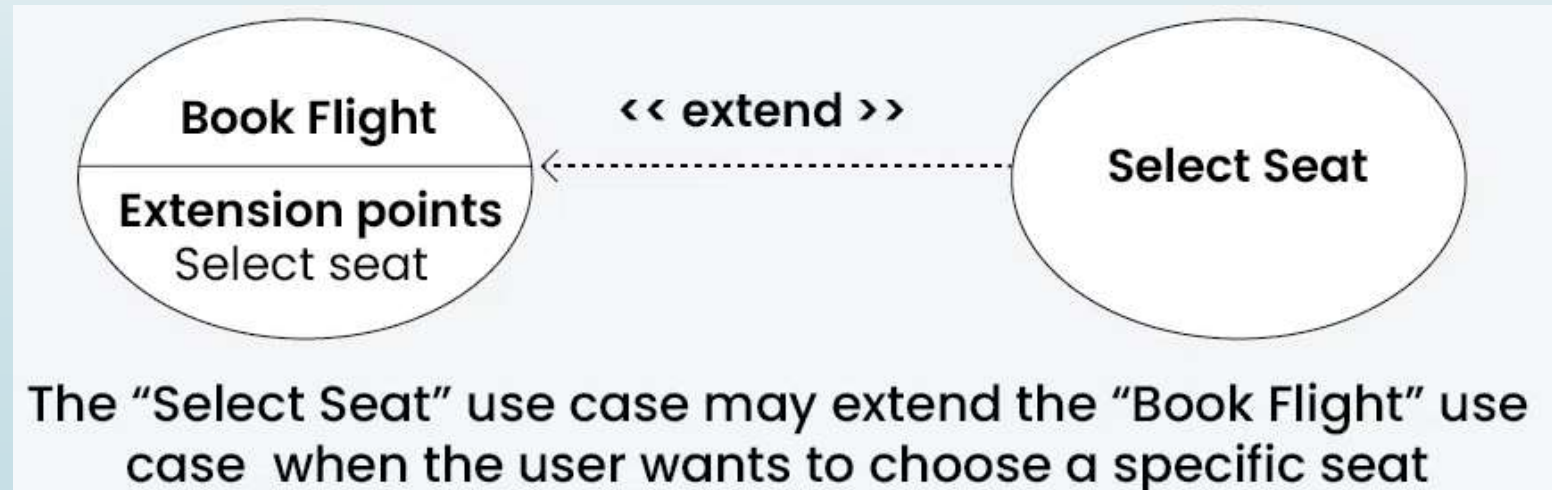 Book Flight
<< extend >>
Select Seat
Extension points
Select seat
The “Select Seat” use case may extend the “Book Flight” use
case when the user wants to choose a specific seat